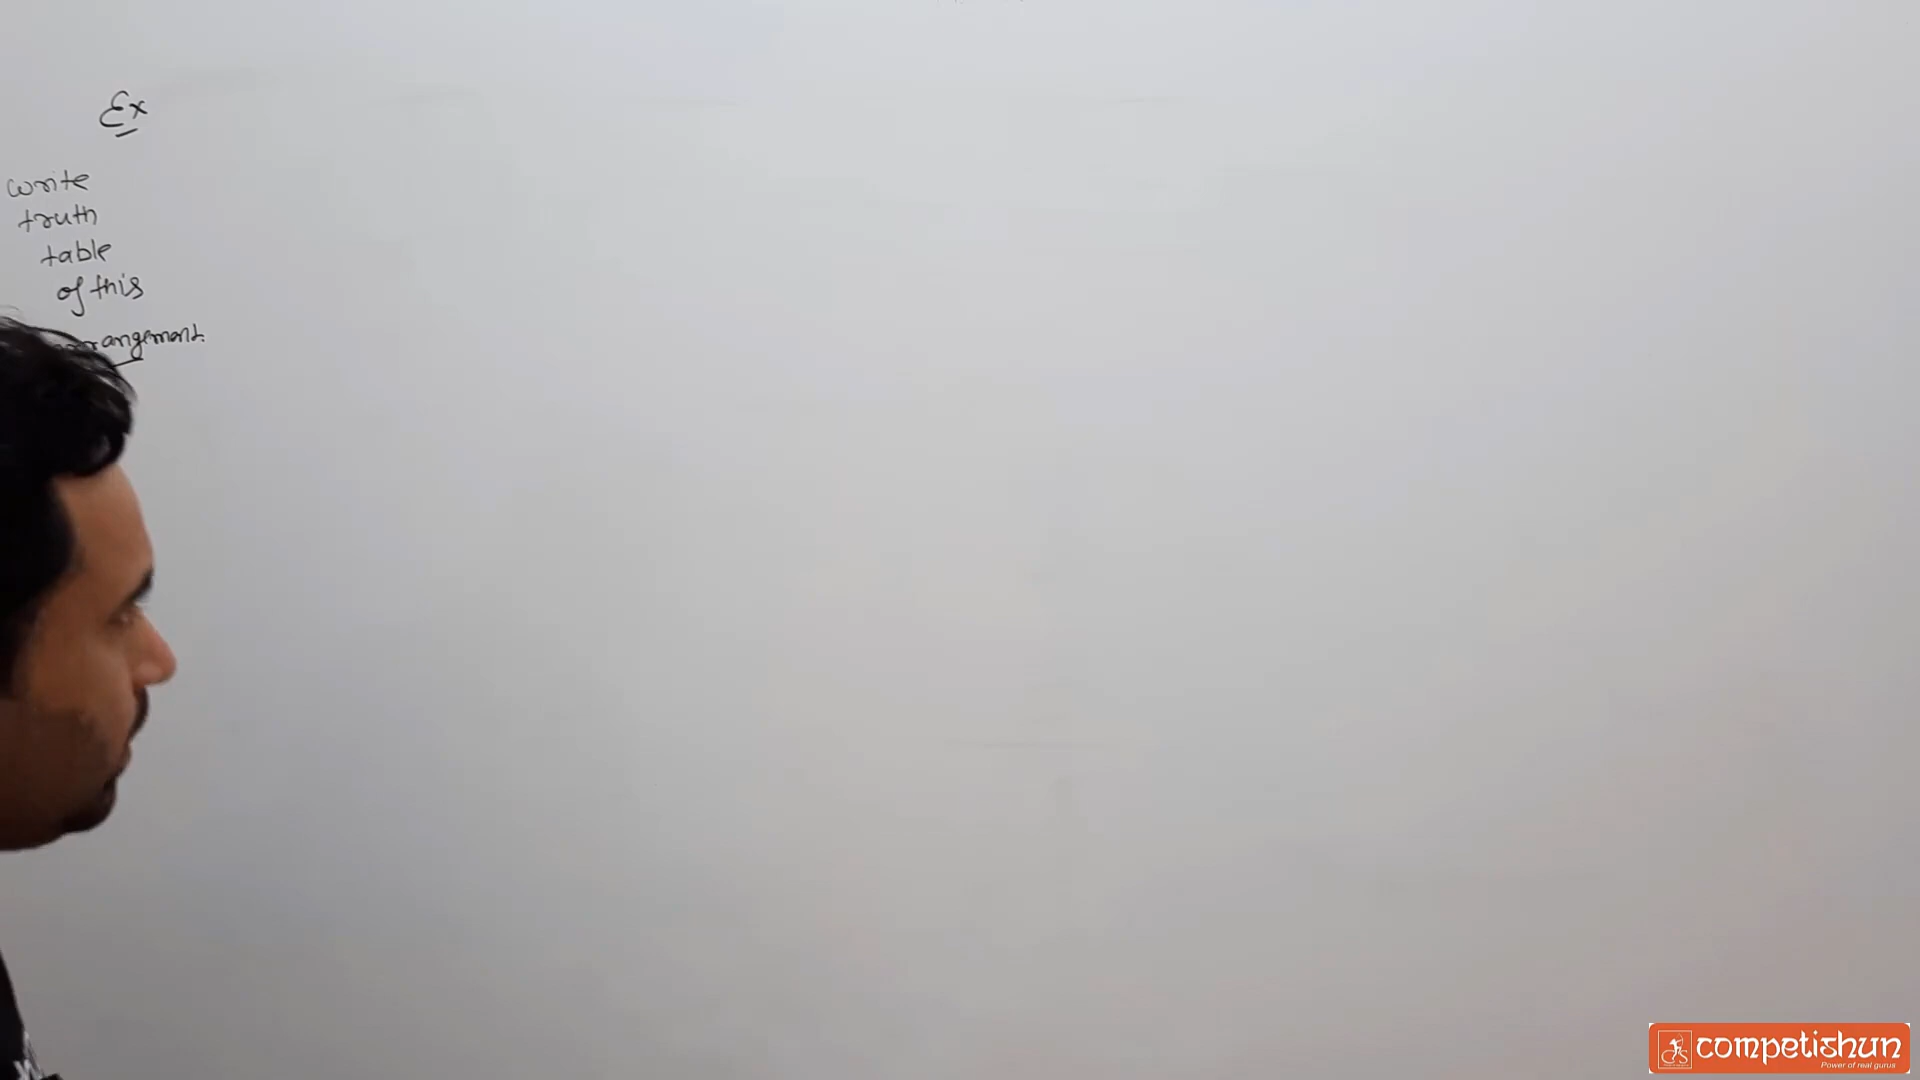 Ex
write
truth
table
of this
arrangement.
competishun
Power of real gurus